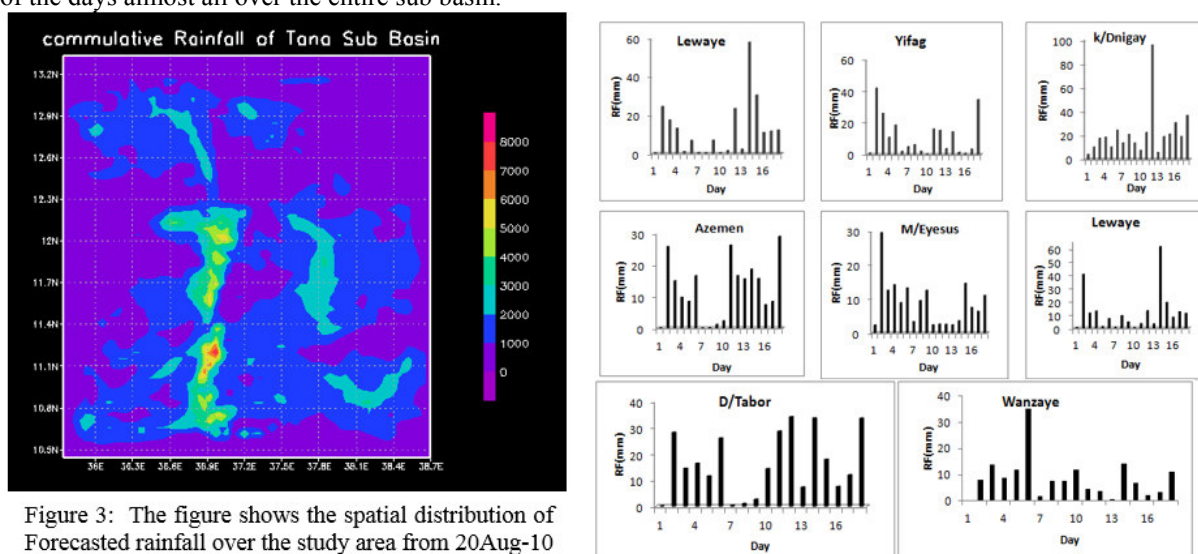 of the days almost all over the entire sub basin.
commulative Rainfall of Tana Sub Basin
13.2N
12.9N
12.6N
12.3N
12N
11.7N
11.4N
11.1N
10.8N
10.5N
36E 36.3E 36.6E 36.9E 37.2E 37.5E 37.8E 38.1E 38.4E 38.7E
8000
7000
6000
5000
4000
3000
2000
1000
0
Figure 3: The figure shows the spatial distribution of
Forecasted rainfall over the study area from 20Aug-10
Lewaye
RF(mm)
60
40
20
0
1 4 7 10 13 16
Day
Yifag
RF(mm)
60
40
20
0
1 4 7 10 13 16
Day
k/Dnigay
RF(mm)
100
80
60
40
20
0
1 4 7 10 13 16
Day
Azemen
RF(mm)
30
20
10
0
1 4 7 10 13 16
Day
M/Eyesus
RF(mm)
30
20
10
0
1 4 7 10 13 16
Day
Lewaye
RF(mm)
60
50
40
30
20
10
0
1 4 7 10 13 16
Day
D/Tabor
RF(mm)
40
30
20
10
0
1 4 7 10 13 16
Day
Wanzaye
RF(mm)
40
30
20
10
0
1 4 7 10 13 16
Day